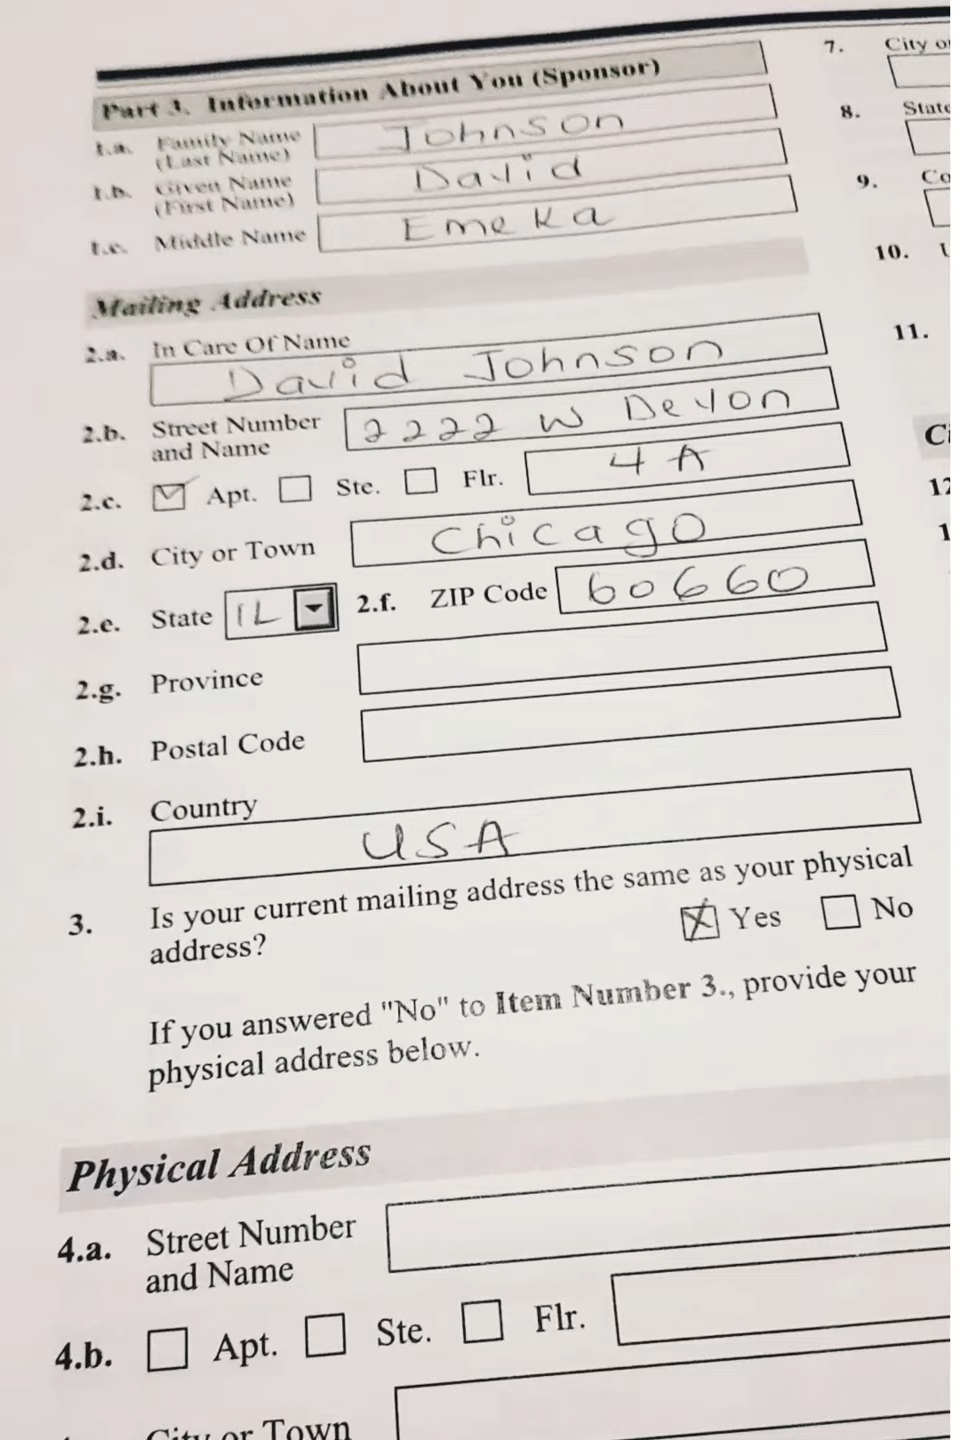 Part 3. Information About You (Sponsor)
1.a. Family Name (Last Name) Johnson
1.b. Given Name (First Name) David
1.c. Middle Name Emeka
Mailing Address
2.a. In Care Of Name
David Johnson
2.b. Street Number and Name 2222 W Devon
2.c. Apt. Ste. Flr. 4A
2.d. City or Town Chicago
2.e. State IL 2.f. ZIP Code 60660
2.g. Province
2.h. Postal Code
2.i. Country
USA
3. Is your current mailing address the same as your physical
address? Yes No
If you answered "No" to Item Number 3., provide your
physical address below.
Physical Address
4.a. Street Number
and Name
4.b. Apt. Ste. Flr.
City or Town
7. City
8. State
9.
10.
11.